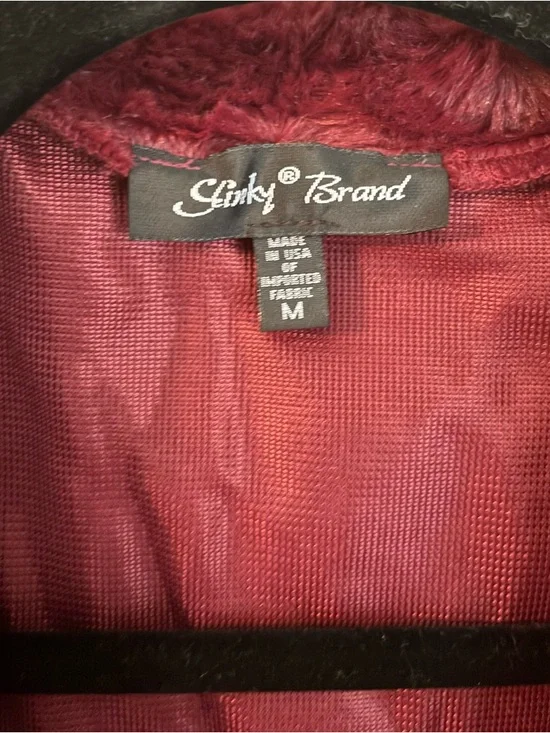 Slinky® Brand
MADE
IN USA
OF
IMPORTED
FABRIC
M